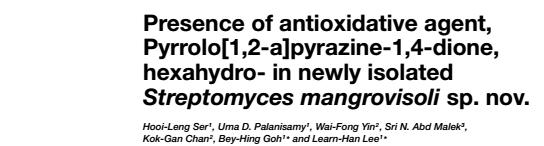 Presence of antioxidative agent,
Pyrrolo[1,2-a]pyrazine-1,4-dione,
hexahydro- in newly isolated
Streptomyces mangrovisoli sp. nov.
Hooi-Leng Ser¹, Uma D. Palanisamy¹, Wai-Fong Yin², Sri N. Abd Malek³,
Kok-Gan Chan², Bey-Hing Goh¹* and Learn-Han Lee¹*